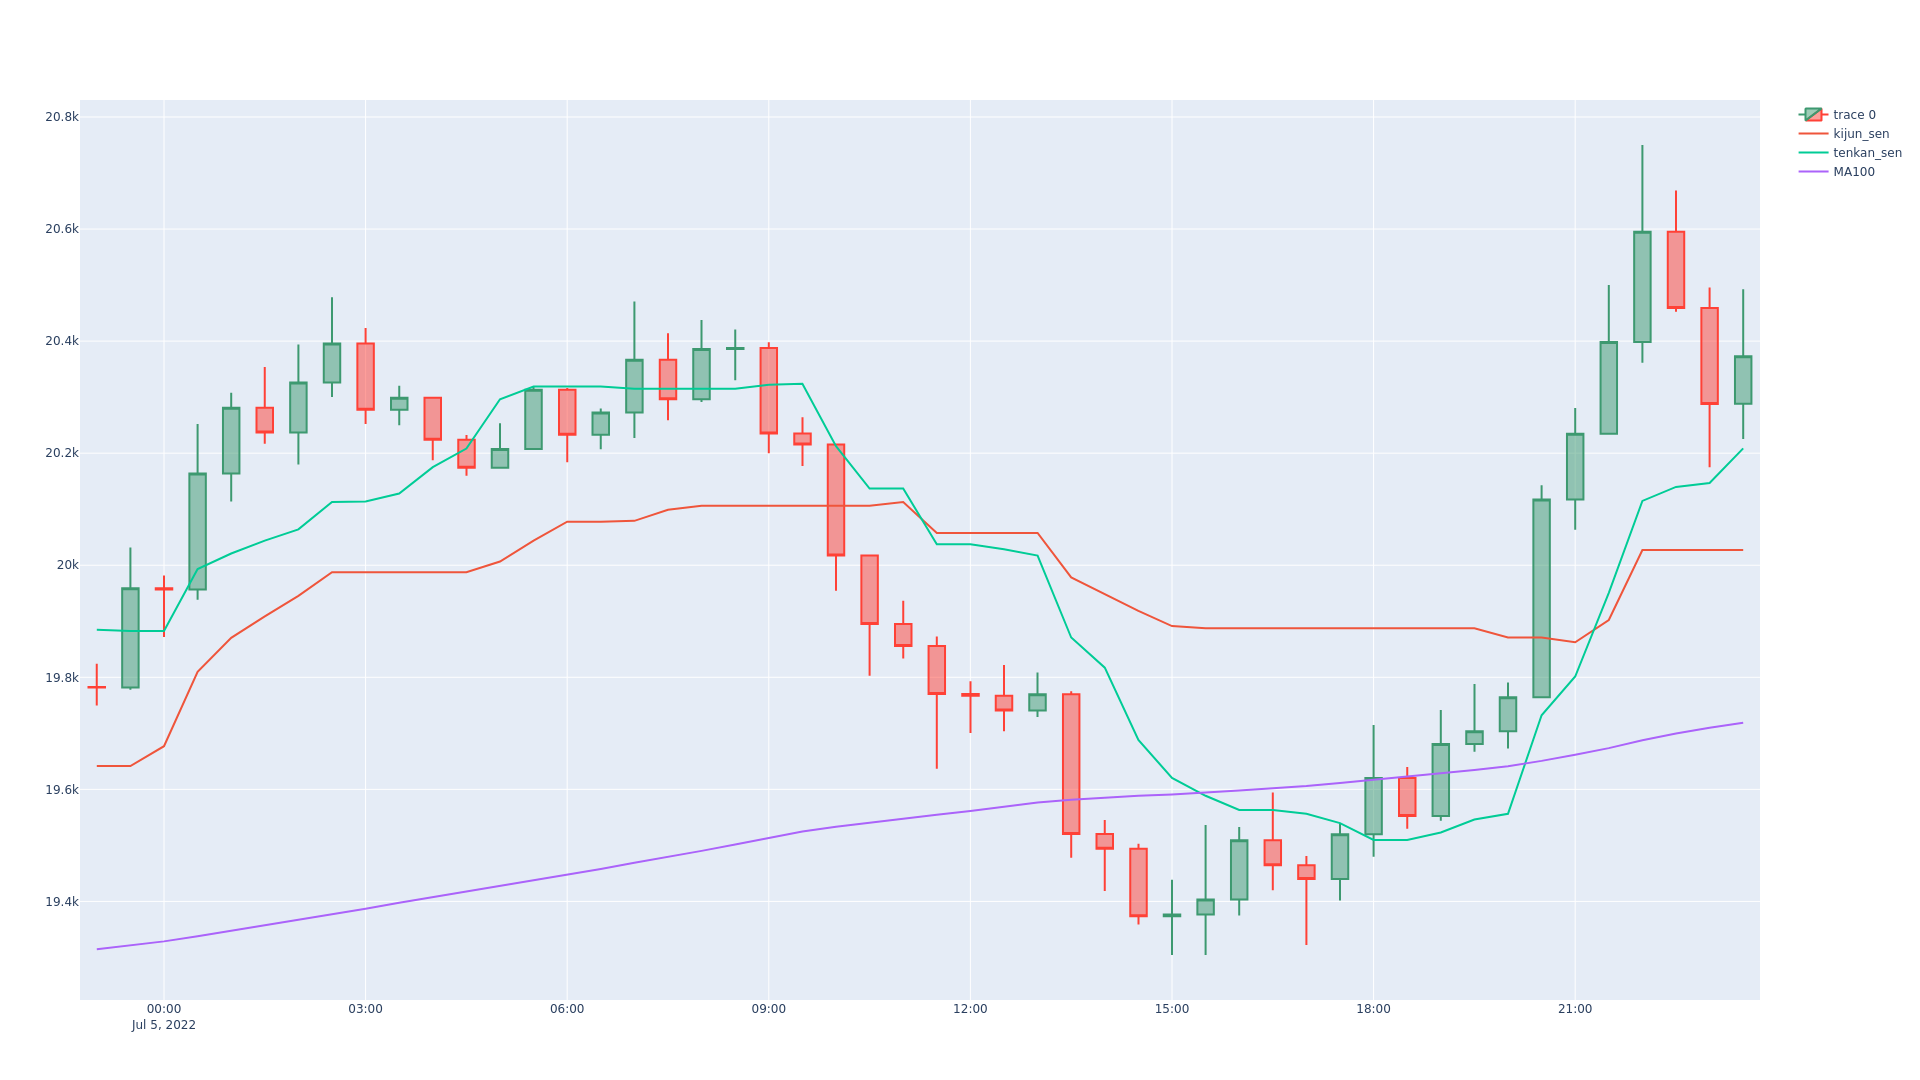 20.8k
20.6k
20.4k
20.2k
20k
19.8k
19.6k
19.4k
00:00
Jul 5, 2022
03:00
06:00
09:00
12:00
15:00
18:00
21:00
trace 0
kijun_sen
tenkan_sen
MA100